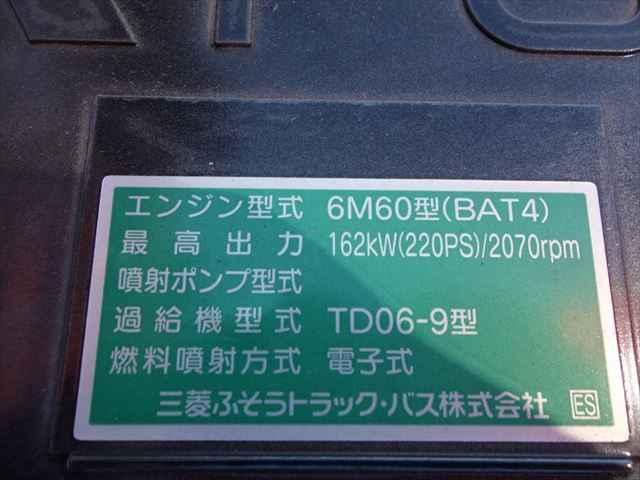 エンジン型式 6M60型(BAT4)
最高出力 162kW(220PS)/2070rpm
噴射ポンプ型式
過給機型式 TD06-9型
燃料噴射方式 電子式
三菱ふそうトラック・バス株式会社 ES